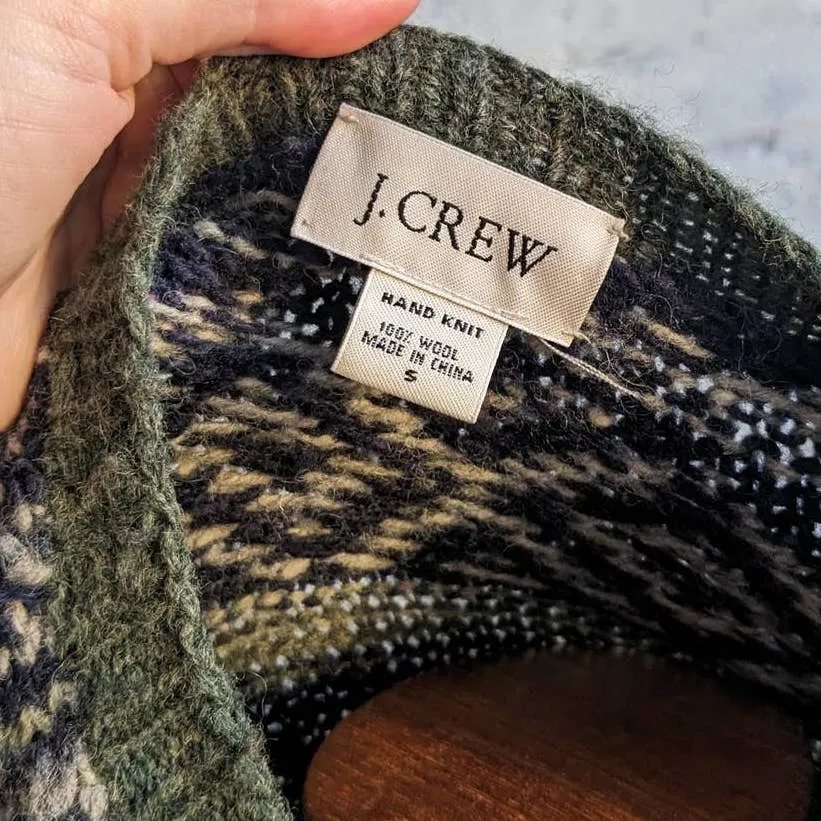 J.CREW
HAND KNIT
100% WOOL
MADE IN CHINA
S